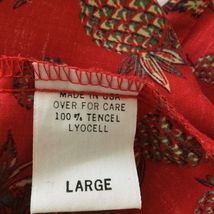 MADE IN USA
OVER FOR CARE
100% TENCEL
LYOCELL
LARGE